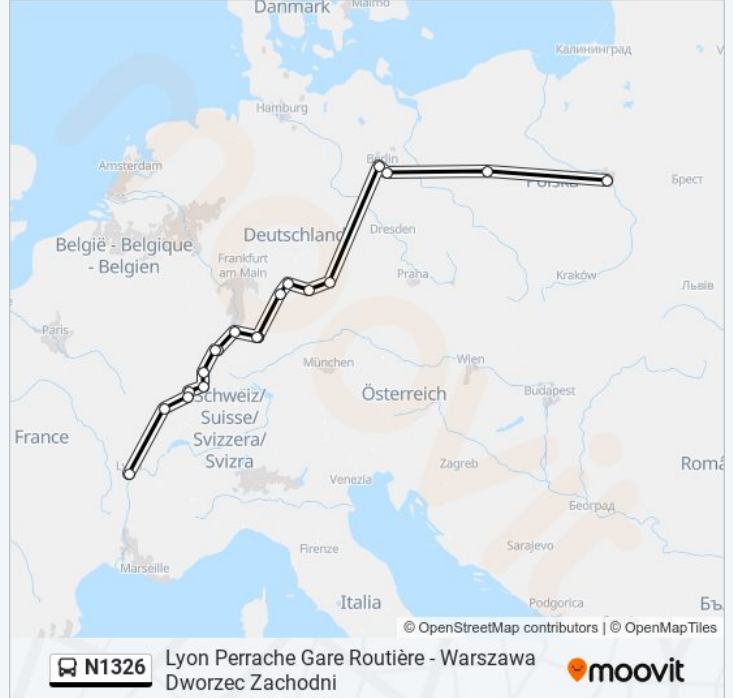 Danmark
Malmö
Калининград
Hamburg
Berlin
Amsterdam
Брест
Polska
België - Belgique
- Belgien
Deutschland
Dresden
Frankfurt
am Main
Praha
Kraków
Львів
Paris
München
Wien
Österreich
Budapest
Schweiz/
Suisse/
Svizzera/
Svizra
France
Zagreb
Româ
Venezia
Београд
Sarajevo
Firenze
Marseille
Italia
Podgorica
Бъ
© OpenStreetMap contributors | © OpenMapTiles
N1326
Lyon Perrache Gare Routière - Warszawa
Dworzec Zachodni
moovit